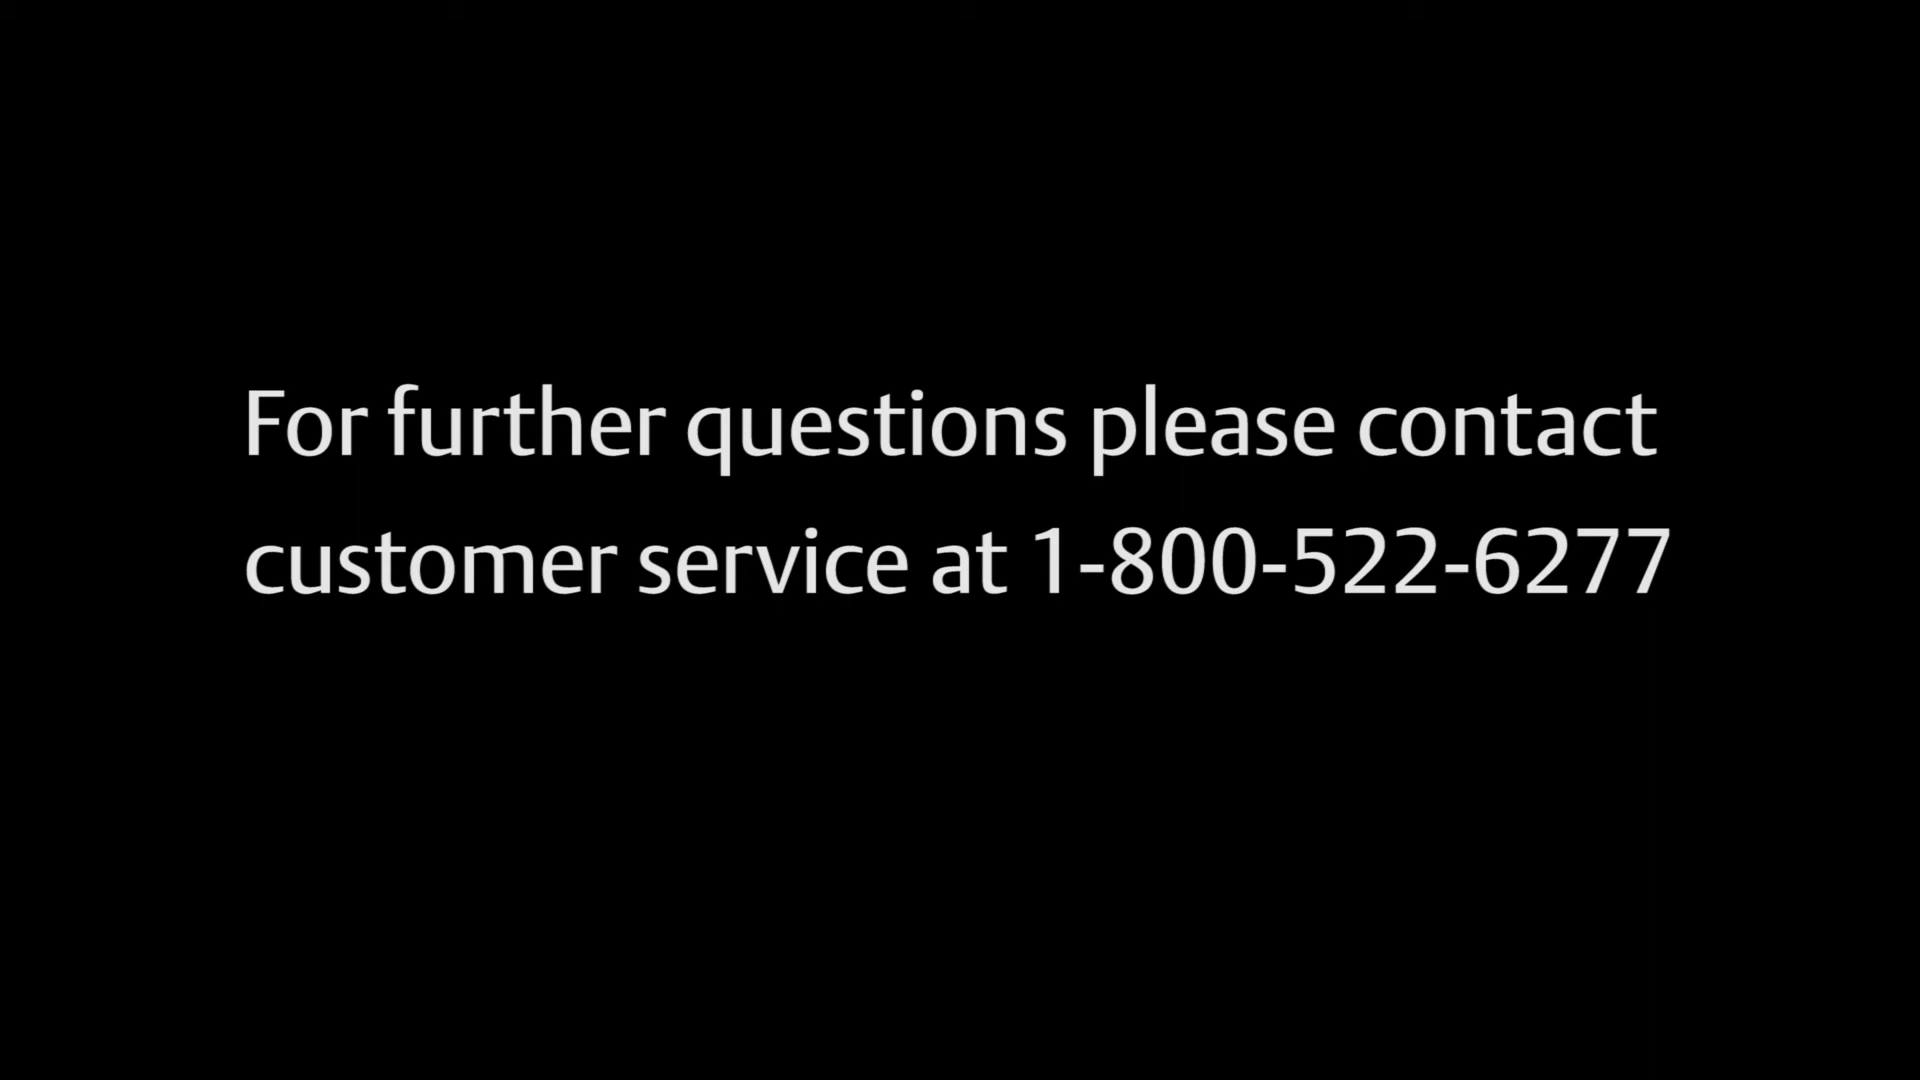 For further questions please contact
customer service at 1-800-522-6277